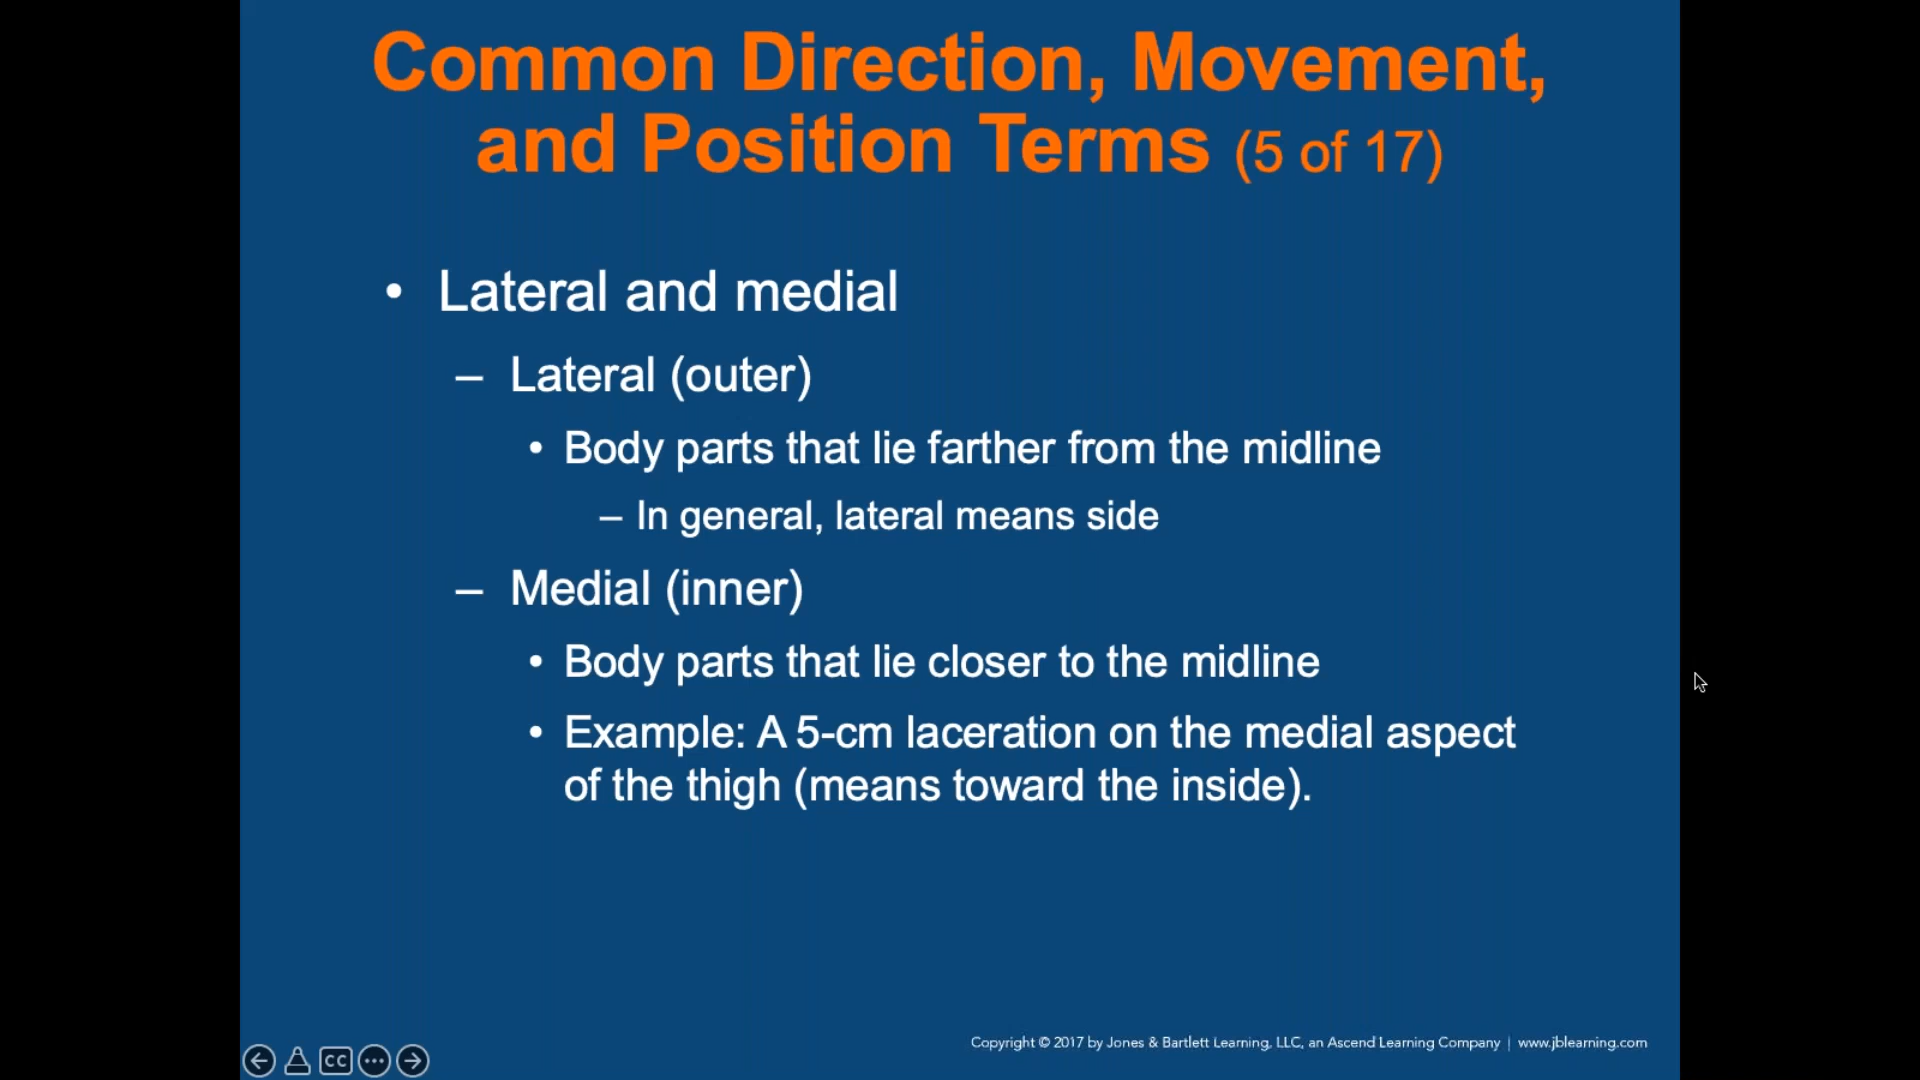 Common Direction, Movement,
and Position Terms (5 of 17)
• Lateral and medial
– Lateral (outer)
• Body parts that lie farther from the midline
– In general, lateral means side
– Medial (inner)
• Body parts that lie closer to the midline
• Example: A 5-cm laceration on the medial aspect
of the thigh (means toward the inside).
Copyright © 2017 by Jones & Bartlett Learning, LLC, an Ascend Learning Company | www.jblearning.com
CC